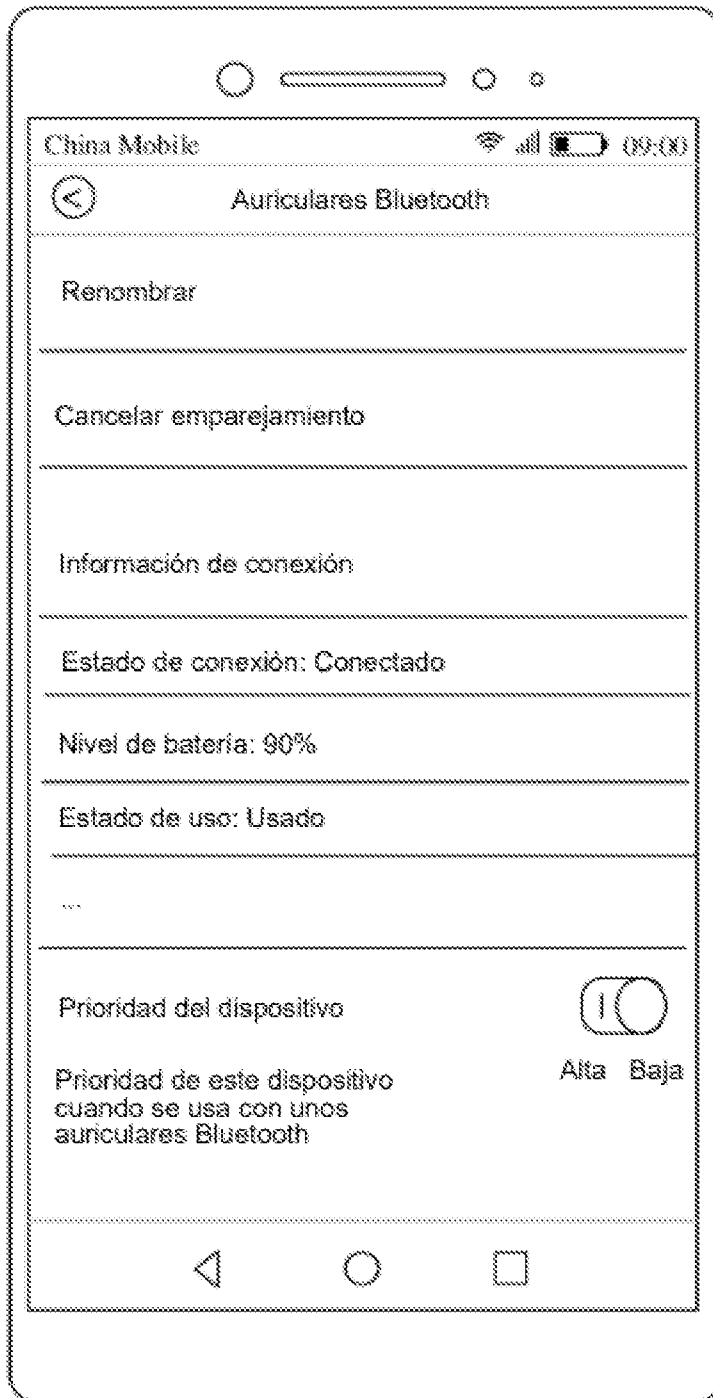 China Mobile 09:00
Auriculares Bluetooth
Renombrar
Cancelar emparejamiento
Información de conexión
Estado de conexión: Conectado
Nivel de batería: 90%
Estado de uso: Usado
...
Prioridad del dispositivo
Alta Baja
Prioridad de este dispositivo
cuando se usa con unos
auriculares Bluetooth